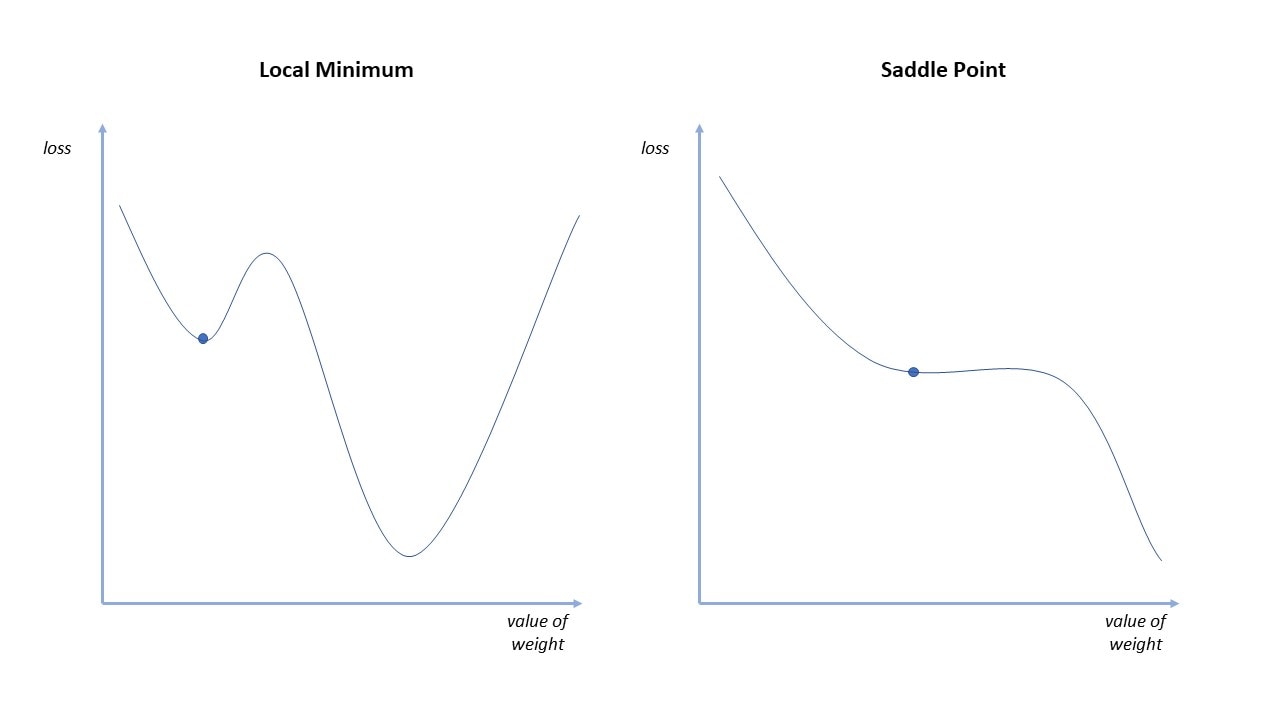 Local Minimum
loss
value of
weight
Saddle Point
loss
value of
weight